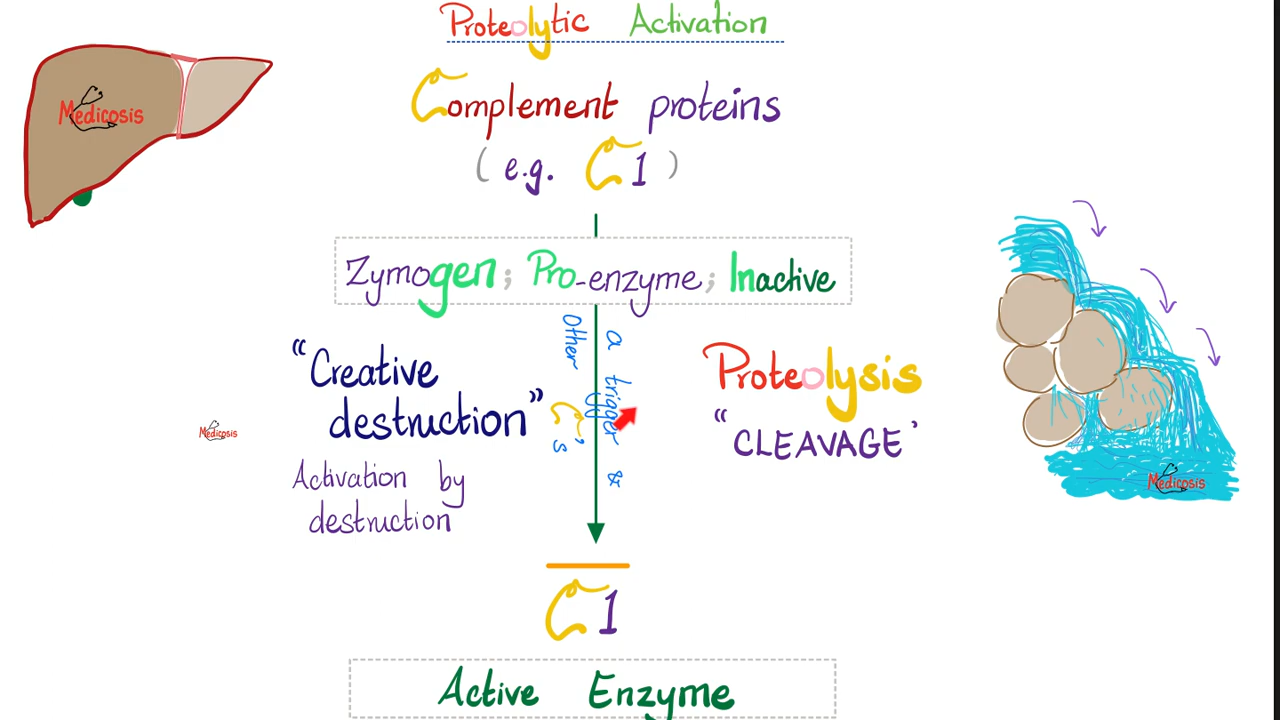 Proteolytic Activation
Medicosis
Complement proteins
(e.g. C1)
Zymogen; Pro-enzyme; Inactive
a trigger &
Other C's
"Creative
destruction"
Activation by
destruction
Proteolysis
"CLEAVAGE'
Medicosis
Medicosis
C1
Active Enzyme